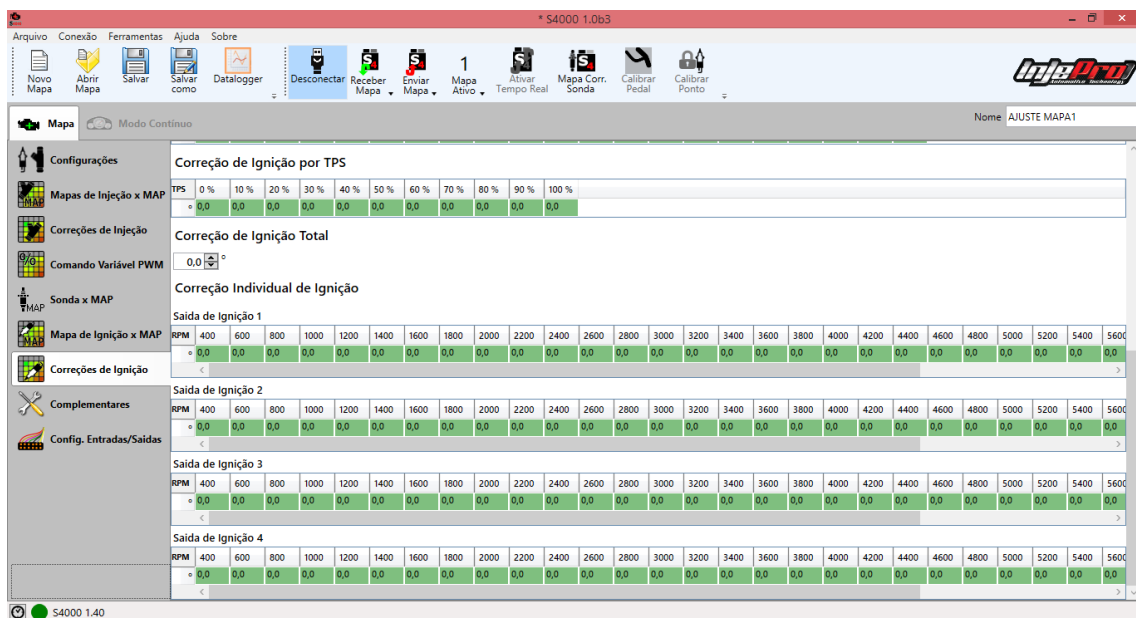 * S4000 1.0b3
Arquivo Conexão Ferramentas Ajuda Sobre
Novo Mapa
Abrir Mapa
Salvar
Salvar como
Datalogger
Desconectar
Receber Mapa
Enviar Mapa
1
Mapa Ativo
Ativar Tempo Real
Mapa Corr. Sonda
Calibrar Pedal
Calibrar Ponto
InjePro
Automotive technology
Mapa Modo Contínuo
Nome AJUSTE MAPA1
Configurações
Mapas de Injeção x MAP
Correções de Injeção
Comando Variável PWM
Sonda x MAP
Mapa de Ignição x MAP
Correções de Ignição
Complementares
Config. Entradas/Saidas
Correção de Ignição por TPS
TPS 0 % 10 % 20 % 30 % 40 % 50 % 60 % 70 % 80 % 90 % 100 %
° 0,0 0,0 0,0 0,0 0,0 0,0 0,0 0,0 0,0 0,0 0,0
Correção de Ignição Total
0,0 °
Correção Individual de Ignição
Saida de Ignição 1
RPM 400 600 800 1000 1200 1400 1600 1800 2000 2200 2400 2600 2800 3000 3200 3400 3600 3800 4000 4200 4400 4600 4800 5000 5200 5400 5600
° 0,0 0,0 0,0 0,0 0,0 0,0 0,0 0,0 0,0 0,0 0,0 0,0 0,0 0,0 0,0 0,0 0,0 0,0 0,0 0,0 0,0 0,0 0,0 0,0 0,0 0,0 0,0
Saida de Ignição 2
RPM 400 600 800 1000 1200 1400 1600 1800 2000 2200 2400 2600 2800 3000 3200 3400 3600 3800 4000 4200 4400 4600 4800 5000 5200 5400 5600
° 0,0 0,0 0,0 0,0 0,0 0,0 0,0 0,0 0,0 0,0 0,0 0,0 0,0 0,0 0,0 0,0 0,0 0,0 0,0 0,0 0,0 0,0 0,0 0,0 0,0 0,0 0,0
Saida de Ignição 3
RPM 400 600 800 1000 1200 1400 1600 1800 2000 2200 2400 2600 2800 3000 3200 3400 3600 3800 4000 4200 4400 4600 4800 5000 5200 5400 5600
° 0,0 0,0 0,0 0,0 0,0 0,0 0,0 0,0 0,0 0,0 0,0 0,0 0,0 0,0 0,0 0,0 0,0 0,0 0,0 0,0 0,0 0,0 0,0 0,0 0,0 0,0 0,0
Saida de Ignição 4
RPM 400 600 800 1000 1200 1400 1600 1800 2000 2200 2400 2600 2800 3000 3200 3400 3600 3800 4000 4200 4400 4600 4800 5000 5200 5400 5600
° 0,0 0,0 0,0 0,0 0,0 0,0 0,0 0,0 0,0 0,0 0,0 0,0 0,0 0,0 0,0 0,0 0,0 0,0 0,0 0,0 0,0 0,0 0,0 0,0 0,0 0,0 0,0
S4000 1.40